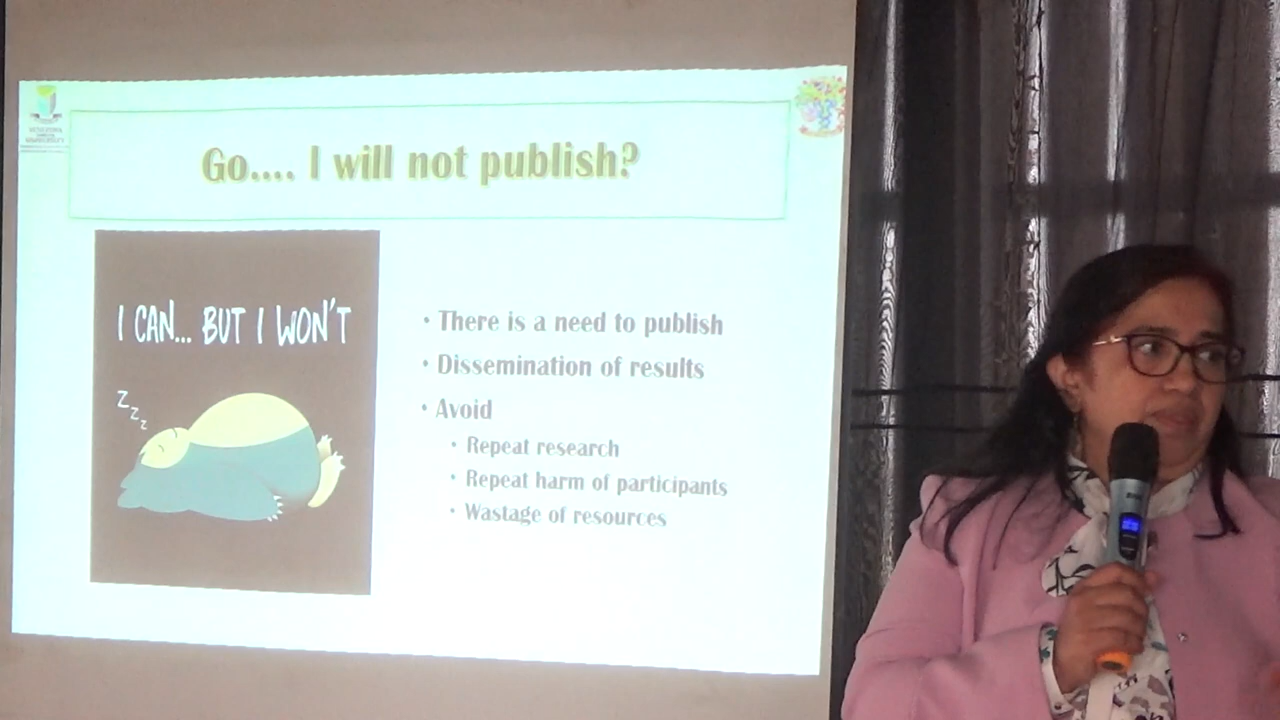 Go.... I will not publish?
I CAN... BUT I WON'T
Z
Z
Z
• There is a need to publish
• Dissemination of results
• Avoid
• Repeat research
• Repeat harm of participants
• Wastage of resources